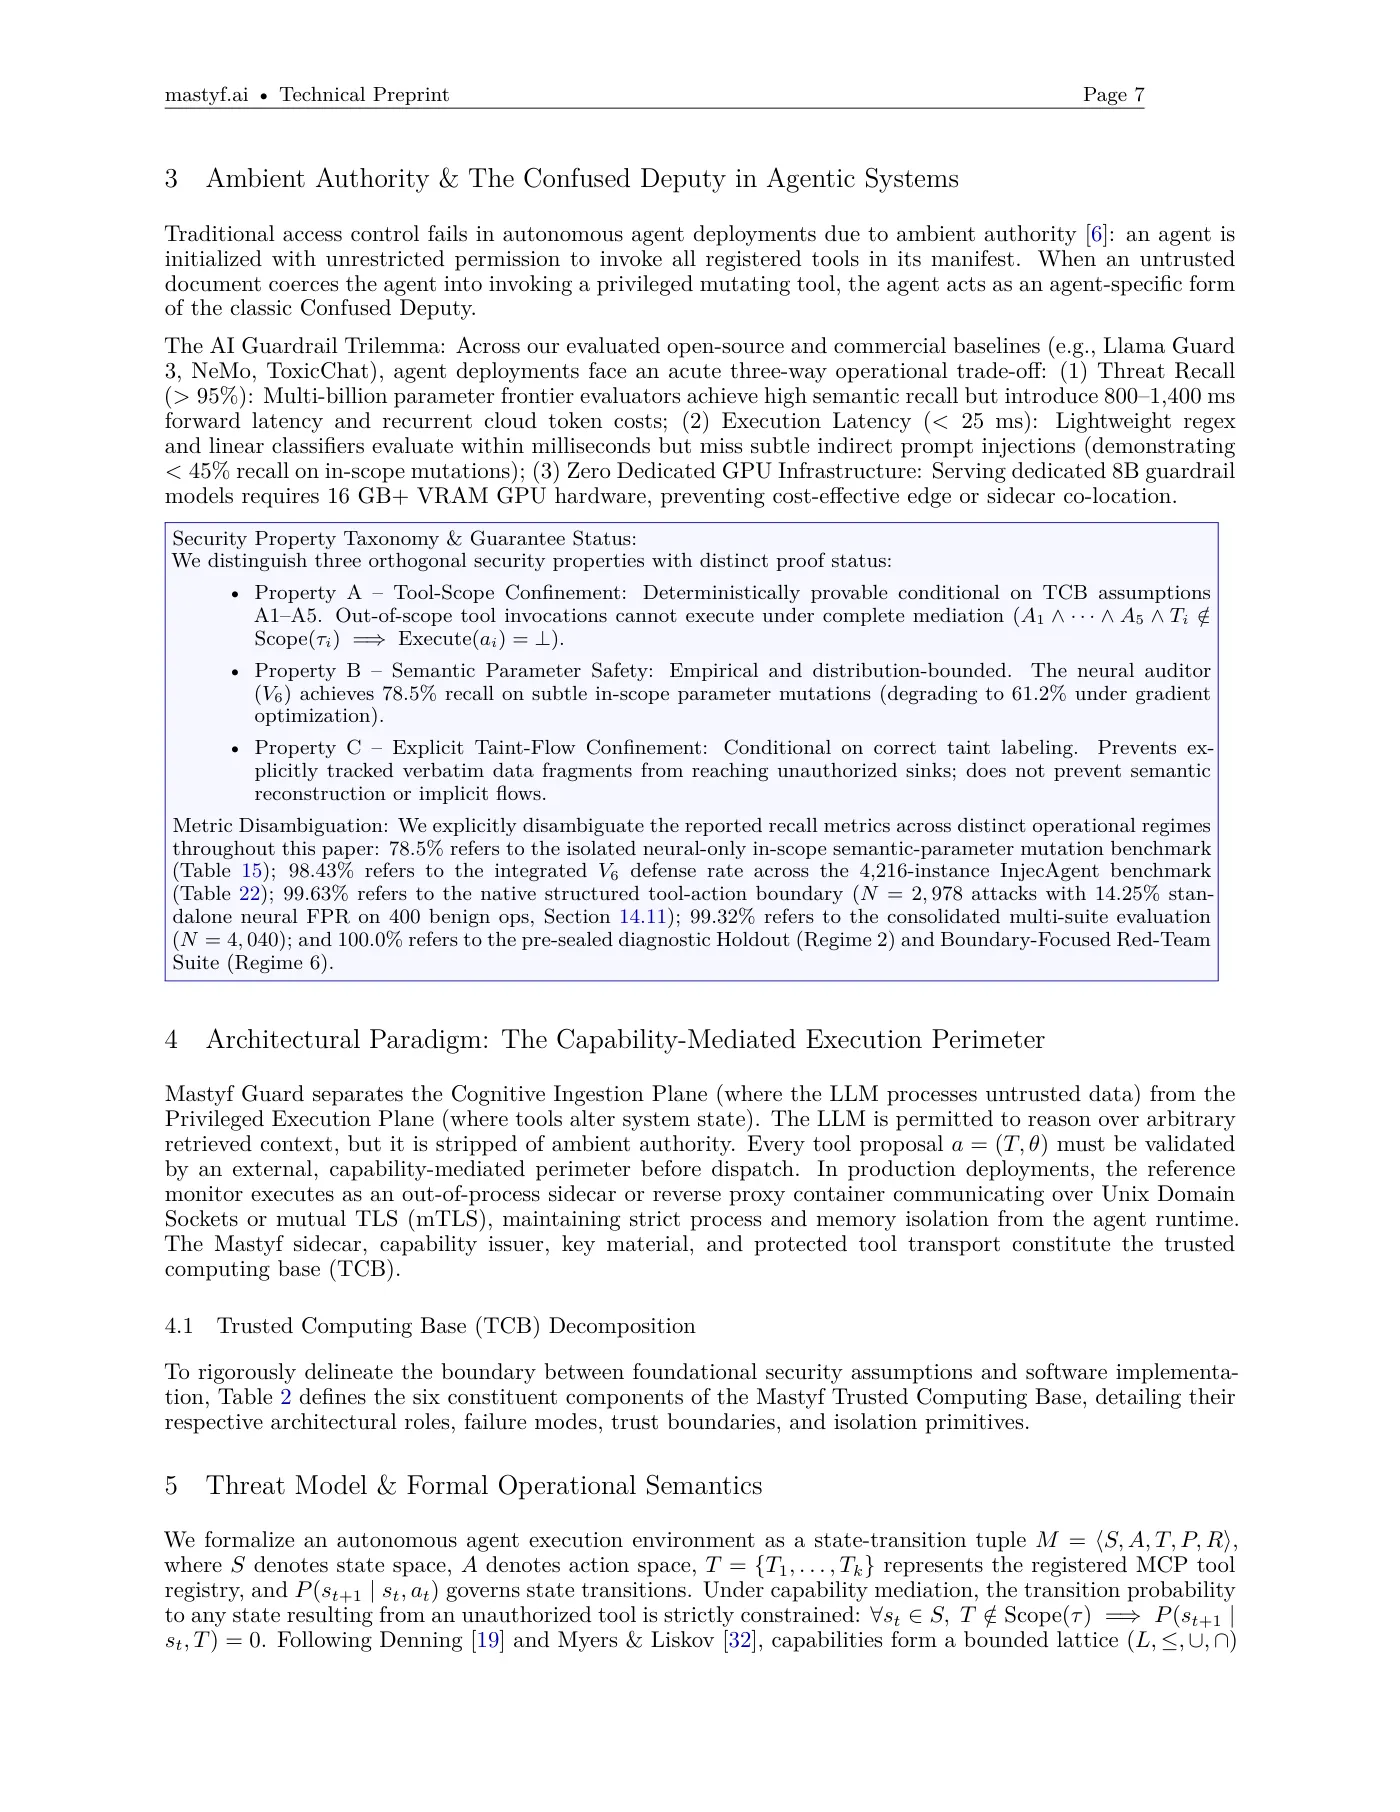 mastyf.ai • Technical Preprint Page 7
3 Ambient Authority & The Confused Deputy in Agentic Systems
Traditional access control fails in autonomous agent deployments due to ambient authority [6]: an agent is
initialized with unrestricted permission to invoke all registered tools in its manifest. When an untrusted
document coerces the agent into invoking a privileged mutating tool, the agent acts as an agent-specific form
of the classic Confused Deputy.
The AI Guardrail Trilemma: Across our evaluated open-source and commercial baselines (e.g., Llama Guard
3, NeMo, ToxicChat), agent deployments face an acute three-way operational trade-off: (1) Threat Recall
(> 95%): Multi-billion parameter frontier evaluators achieve high semantic recall but introduce 800–1,400 ms
forward latency and recurrent cloud token costs; (2) Execution Latency (< 25 ms): Lightweight regex
and linear classifiers evaluate within milliseconds but miss subtle indirect prompt injections (demonstrating
< 45% recall on in-scope mutations); (3) Zero Dedicated GPU Infrastructure: Serving dedicated 8B guardrail
models requires 16 GB+ VRAM GPU hardware, preventing cost-effective edge or sidecar co-location.
Security Property Taxonomy & Guarantee Status:
We distinguish three orthogonal security properties with distinct proof status:
• Property A – Tool-Scope Confinement: Deterministically provable conditional on TCB assumptions
A1–A5. Out-of-scope tool invocations cannot execute under complete mediation (A₁ ∧ ⋯ ∧ A₅ ∧ Tᵢ ∉
Scope(τᵢ) ⟹ Execute(aᵢ) = ⊥).
• Property B – Semantic Parameter Safety: Empirical and distribution-bounded. The neural auditor
(V₆) achieves 78.5% recall on subtle in-scope parameter mutations (degrading to 61.2% under gradient
optimization).
• Property C – Explicit Taint-Flow Confinement: Conditional on correct taint labeling. Prevents ex-
plicitly tracked verbatim data fragments from reaching unauthorized sinks; does not prevent semantic
reconstruction or implicit flows.
Metric Disambiguation: We explicitly disambiguate the reported recall metrics across distinct operational regimes
throughout this paper: 78.5% refers to the isolated neural-only in-scope semantic-parameter mutation benchmark
(Table 15); 98.43% refers to the integrated V₆ defense rate across the 4,216-instance InjecAgent benchmark
(Table 22); 99.63% refers to the native structured tool-action boundary (N = 2, 978 attacks with 14.25% stan-
dalone neural FPR on 400 benign ops, Section 14.11); 99.32% refers to the consolidated multi-suite evaluation
(N = 4, 040); and 100.0% refers to the pre-sealed diagnostic Holdout (Regime 2) and Boundary-Focused Red-Team
Suite (Regime 6).
4 Architectural Paradigm: The Capability-Mediated Execution Perimeter
Mastyf Guard separates the Cognitive Ingestion Plane (where the LLM processes untrusted data) from the
Privileged Execution Plane (where tools alter system state). The LLM is permitted to reason over arbitrary
retrieved context, but it is stripped of ambient authority. Every tool proposal a = (T, θ) must be validated
by an external, capability-mediated perimeter before dispatch. In production deployments, the reference
monitor executes as an out-of-process sidecar or reverse proxy container communicating over Unix Domain
Sockets or mutual TLS (mTLS), maintaining strict process and memory isolation from the agent runtime.
The Mastyf sidecar, capability issuer, key material, and protected tool transport constitute the trusted
computing base (TCB).
4.1 Trusted Computing Base (TCB) Decomposition
To rigorously delineate the boundary between foundational security assumptions and software implementa-
tion, Table 2 defines the six constituent components of the Mastyf Trusted Computing Base, detailing their
respective architectural roles, failure modes, trust boundaries, and isolation primitives.
5 Threat Model & Formal Operational Semantics
We formalize an autonomous agent execution environment as a state-transition tuple M = ⟨S, A, T, P, R⟩,
where S denotes state space, A denotes action space, T = {T₁, . . . , Tₖ} represents the registered MCP tool
registry, and P(sₜ₊₁ | sₜ, aₜ) governs state transitions. Under capability mediation, the transition probability
to any state resulting from an unauthorized tool is strictly constrained: ∀sₜ ∈ S, T ∉ Scope(τ) ⟹ P(sₜ₊₁ |
sₜ, T) = 0. Following Denning [19] and Myers & Liskov [32], capabilities form a bounded lattice (L, ≤, ∪, ∩)